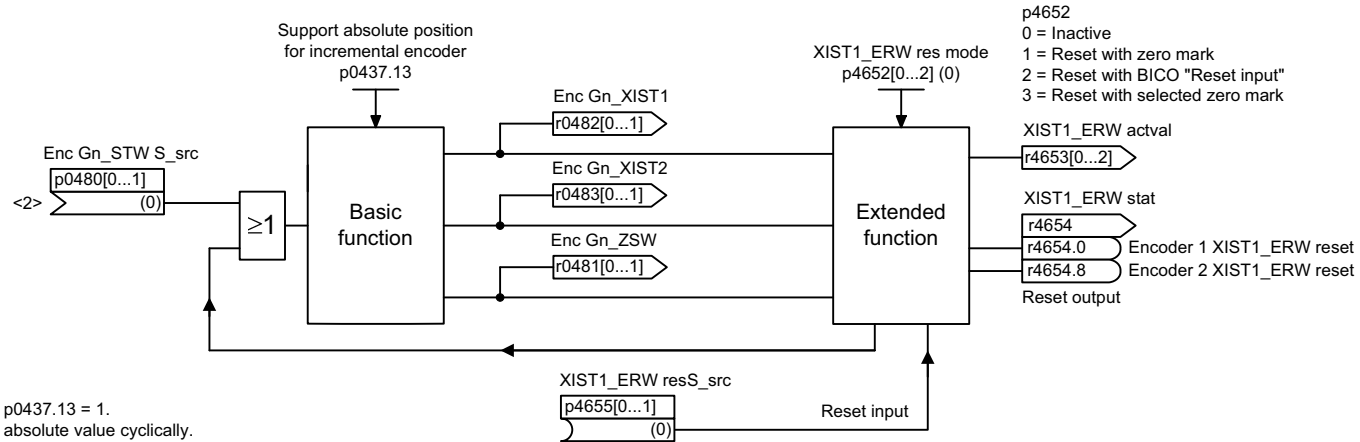 Support absolute position
for incremental encoder
p0437.13
XIST1_ERW res mode
p4652[0...2] (0)
p4652
0 = Inactive
1 = Reset with zero mark
2 = Reset with BICO "Reset input"
3 = Reset with selected zero mark
Enc Gn_STW S_src
p0480[0...1]
<2>
(0)
≥1
Basic
function
Enc Gn_XIST1
r0482[0...1]
Enc Gn_XIST2
r0483[0...1]
Enc Gn_ZSW
r0481[0...1]
Extended
function
XIST1_ERW actval
r4653[0...2]
XIST1_ERW stat
r4654
r4654.0 Encoder 1 XIST1_ERW reset
r4654.8 Encoder 2 XIST1_ERW reset
Reset output
XIST1_ERW resS_src
p4655[0...1]
(0)
Reset input
p0437.13 = 1.
absolute value cyclically.